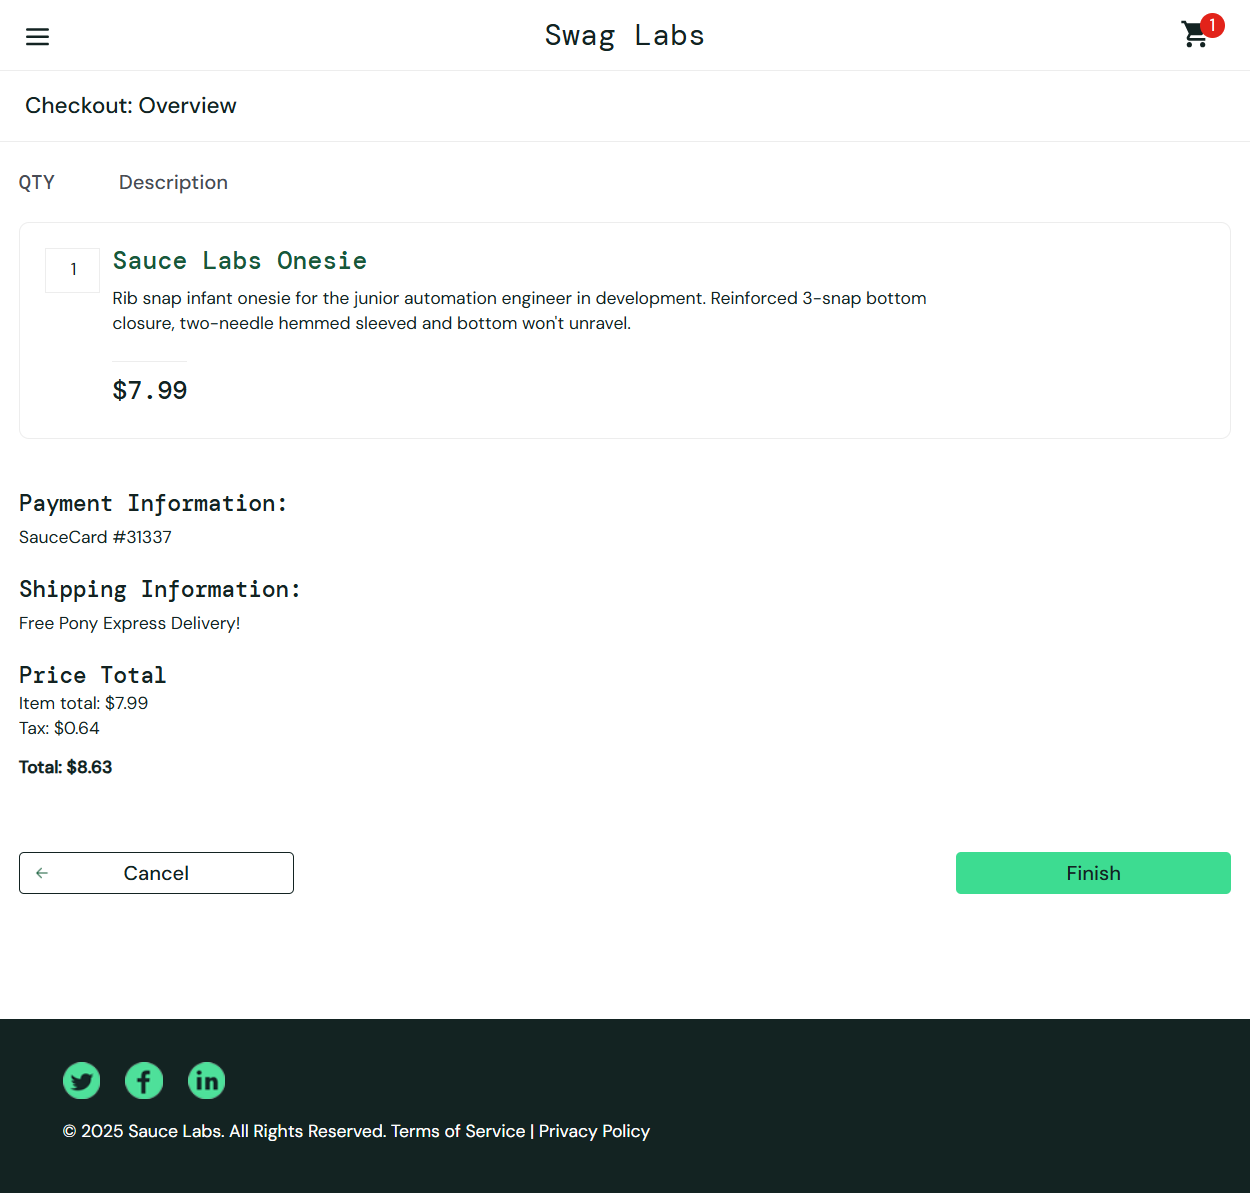 Swag Labs
1
Checkout: Overview
QTY Description
1
Sauce Labs Onesie
Rib snap infant onesie for the junior automation engineer in development. Reinforced 3-snap bottom
closure, two-needle hemmed sleeved and bottom won't unravel.
$7.99
Payment Information:
SauceCard #31337
Shipping Information:
Free Pony Express Delivery!
Price Total
Item total: $7.99
Tax: $0.64
Total: $8.63
Cancel
Finish
© 2025 Sauce Labs. All Rights Reserved. Terms of Service | Privacy Policy